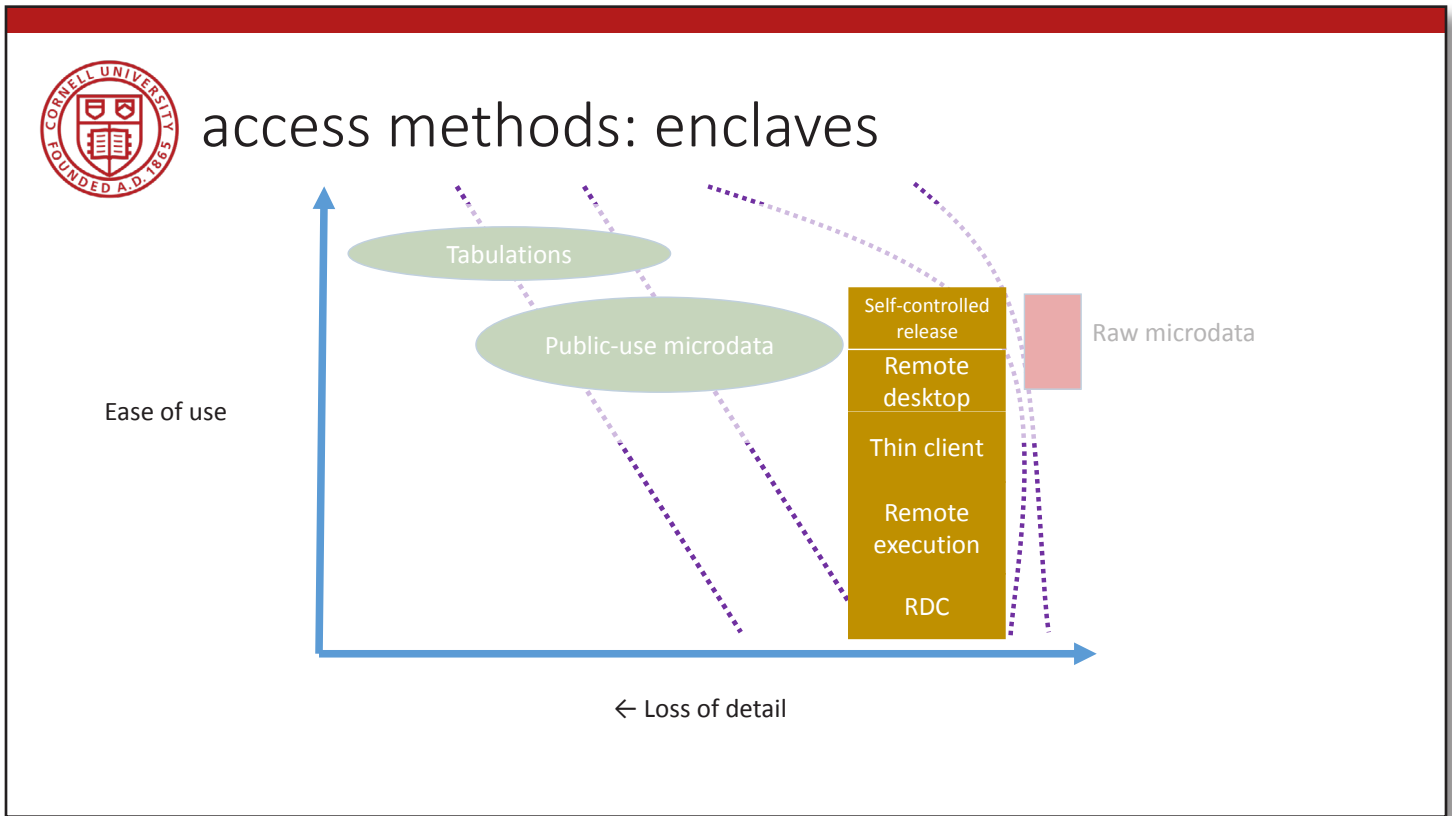 CORNELL UNIVERSITY
FOUNDED A.D. 1865
access methods: enclaves
Tabulations
Public-use microdata
Self-controlled
release
Remote
desktop
Thin client
Remote
execution
RDC
Raw microdata
Ease of use
← Loss of detail